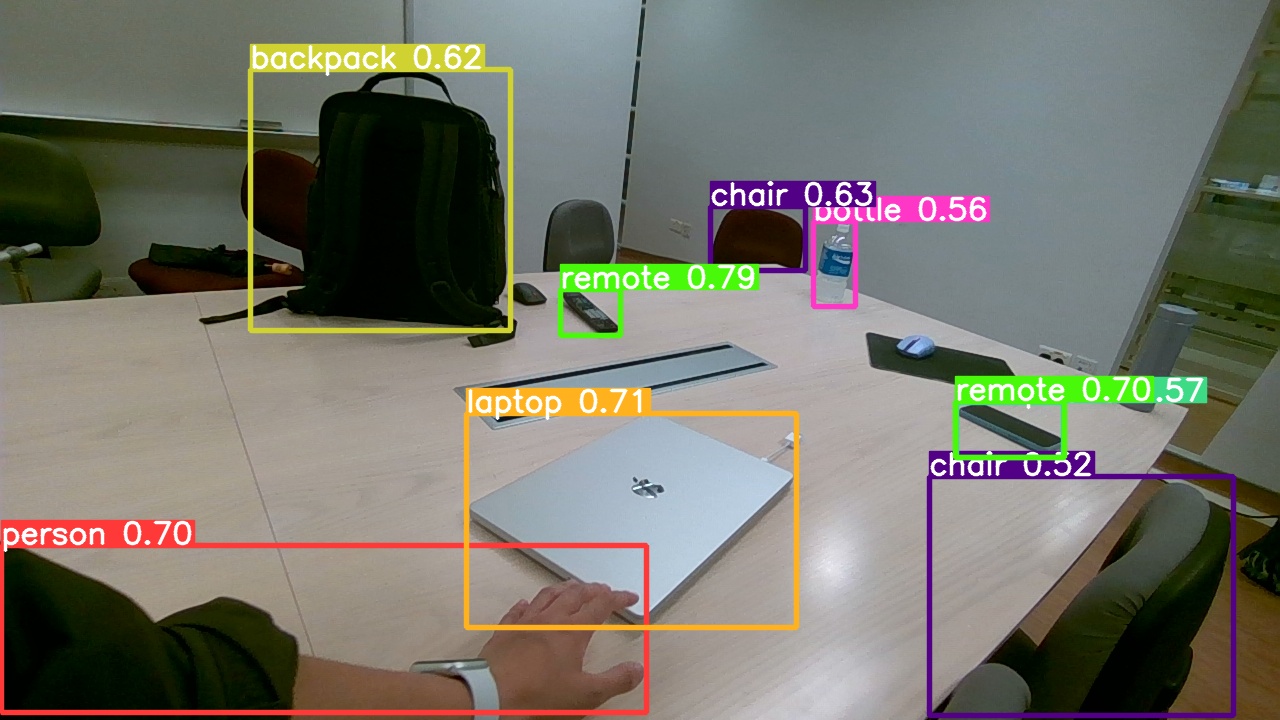 backpack 0.62
chair 0.63
bottle 0.56
remote 0.79
remote 0.70
.57
laptop 0.71
chair 0.52
person 0.70